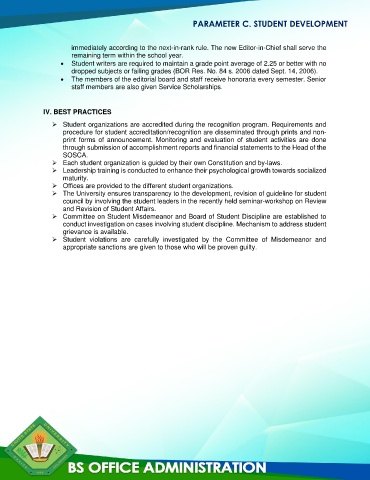 PARAMETER C. STUDENT DEVELOPMENT
immediately according to the next-in-rank rule. The new Editor-in-Chief shall serve the
remaining term within the school year.
• Student writers are required to maintain a grade point average of 2.25 or better with no
dropped subjects or failing grades (BOR Res. No. 84 s. 2006 dated Sept. 14, 2006).
• The members of the editorial board and staff receive honoraria every semester. Senior
staff members are also given Service Scholarships.
IV. BEST PRACTICES
➢ Student organizations are accredited during the recognition program. Requirements and
procedure for student accreditation/recognition are disseminated through prints and non-
print forms of announcement. Monitoring and evaluation of student activities are done
through submission of accomplishment reports and financial statements to the Head of the
SOSCA.
➢ Each student organization is guided by their own Constitution and by-laws.
➢ Leadership training is conducted to enhance their psychological growth towards socialized
maturity.
➢ Offices are provided to the different student organizations.
➢ The University ensures transparency to the development, revision of guideline for student
council by involving the student leaders in the recently held seminar-workshop on Review
and Revision of Student Affairs.
➢ Committee on Student Misdemeanor and Board of Student Discipline are established to
conduct investigation on cases involving student discipline. Mechanism to address student
grievance is available.
➢ Student violations are carefully investigated by the Committee of Misdemeanor and
appropriate sanctions are given to those who will be proven guilty.
BS OFFICE ADMINISTRATION